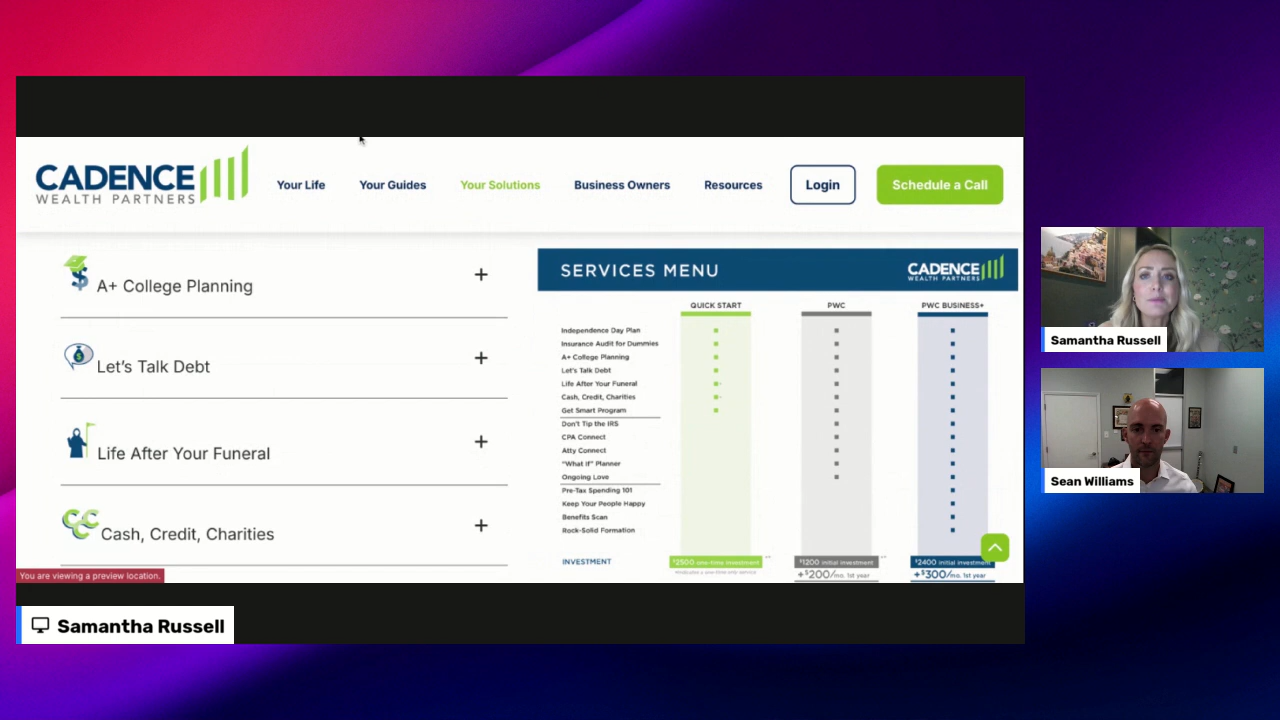 CADENCE
WEALTH PARTNERS
Your Life
Your Guides
Your Solutions
Business Owners
Resources
Login
Schedule a Call
A+ College Planning
+
Let's Talk Debt
+
Life After Your Funeral
+
Cash, Credit, Charities
+
SERVICES MENU
CADENCE
QUICK START
PWC
PWC BUSINESS+
Independence Day Plan
Insurance Audit for Dummies
A+ College Planning
Let's Talk Debt
Life After Your Funeral
Cash, Credit, Charities
Get Smart Program
Don't Tip the IRS
CPA Connect
Atty Connect
"What If" Planner
Ongoing Love
Pre-Tax Spending 101
Keep Your People Happy
Benefits Scan
Rock-Solid Formation
INVESTMENT
$2500 one-time investment
$1200 initial investment
$2400 initial investment
+$200/mo. 1st year
+$300/mo. 1st year
You are viewing a preview location.
Samantha Russell
Samantha Russell
Sean Williams